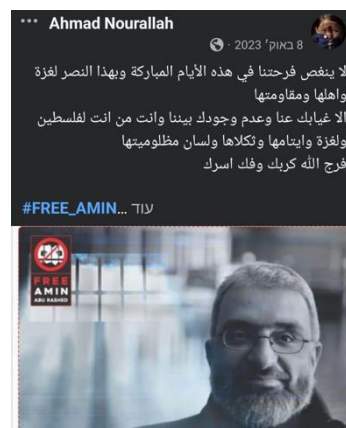 Ahmad Nourallah
8 באוק׳ 2023
لا ينغص فرحتنا في هذه الأيام المباركة وبهذا النصر لغزة
واهلها ومقاومتها
الا غيابك عنا وعدم وجودك بيننا وانت من انت لفلسطين
ولغزة وايتامها وثكلاها ولسان مظلوميتها
فرج الله كربك وفك اسرك
#FREE_AMIN... עוד
FREE
AMIN
ABU RASHED